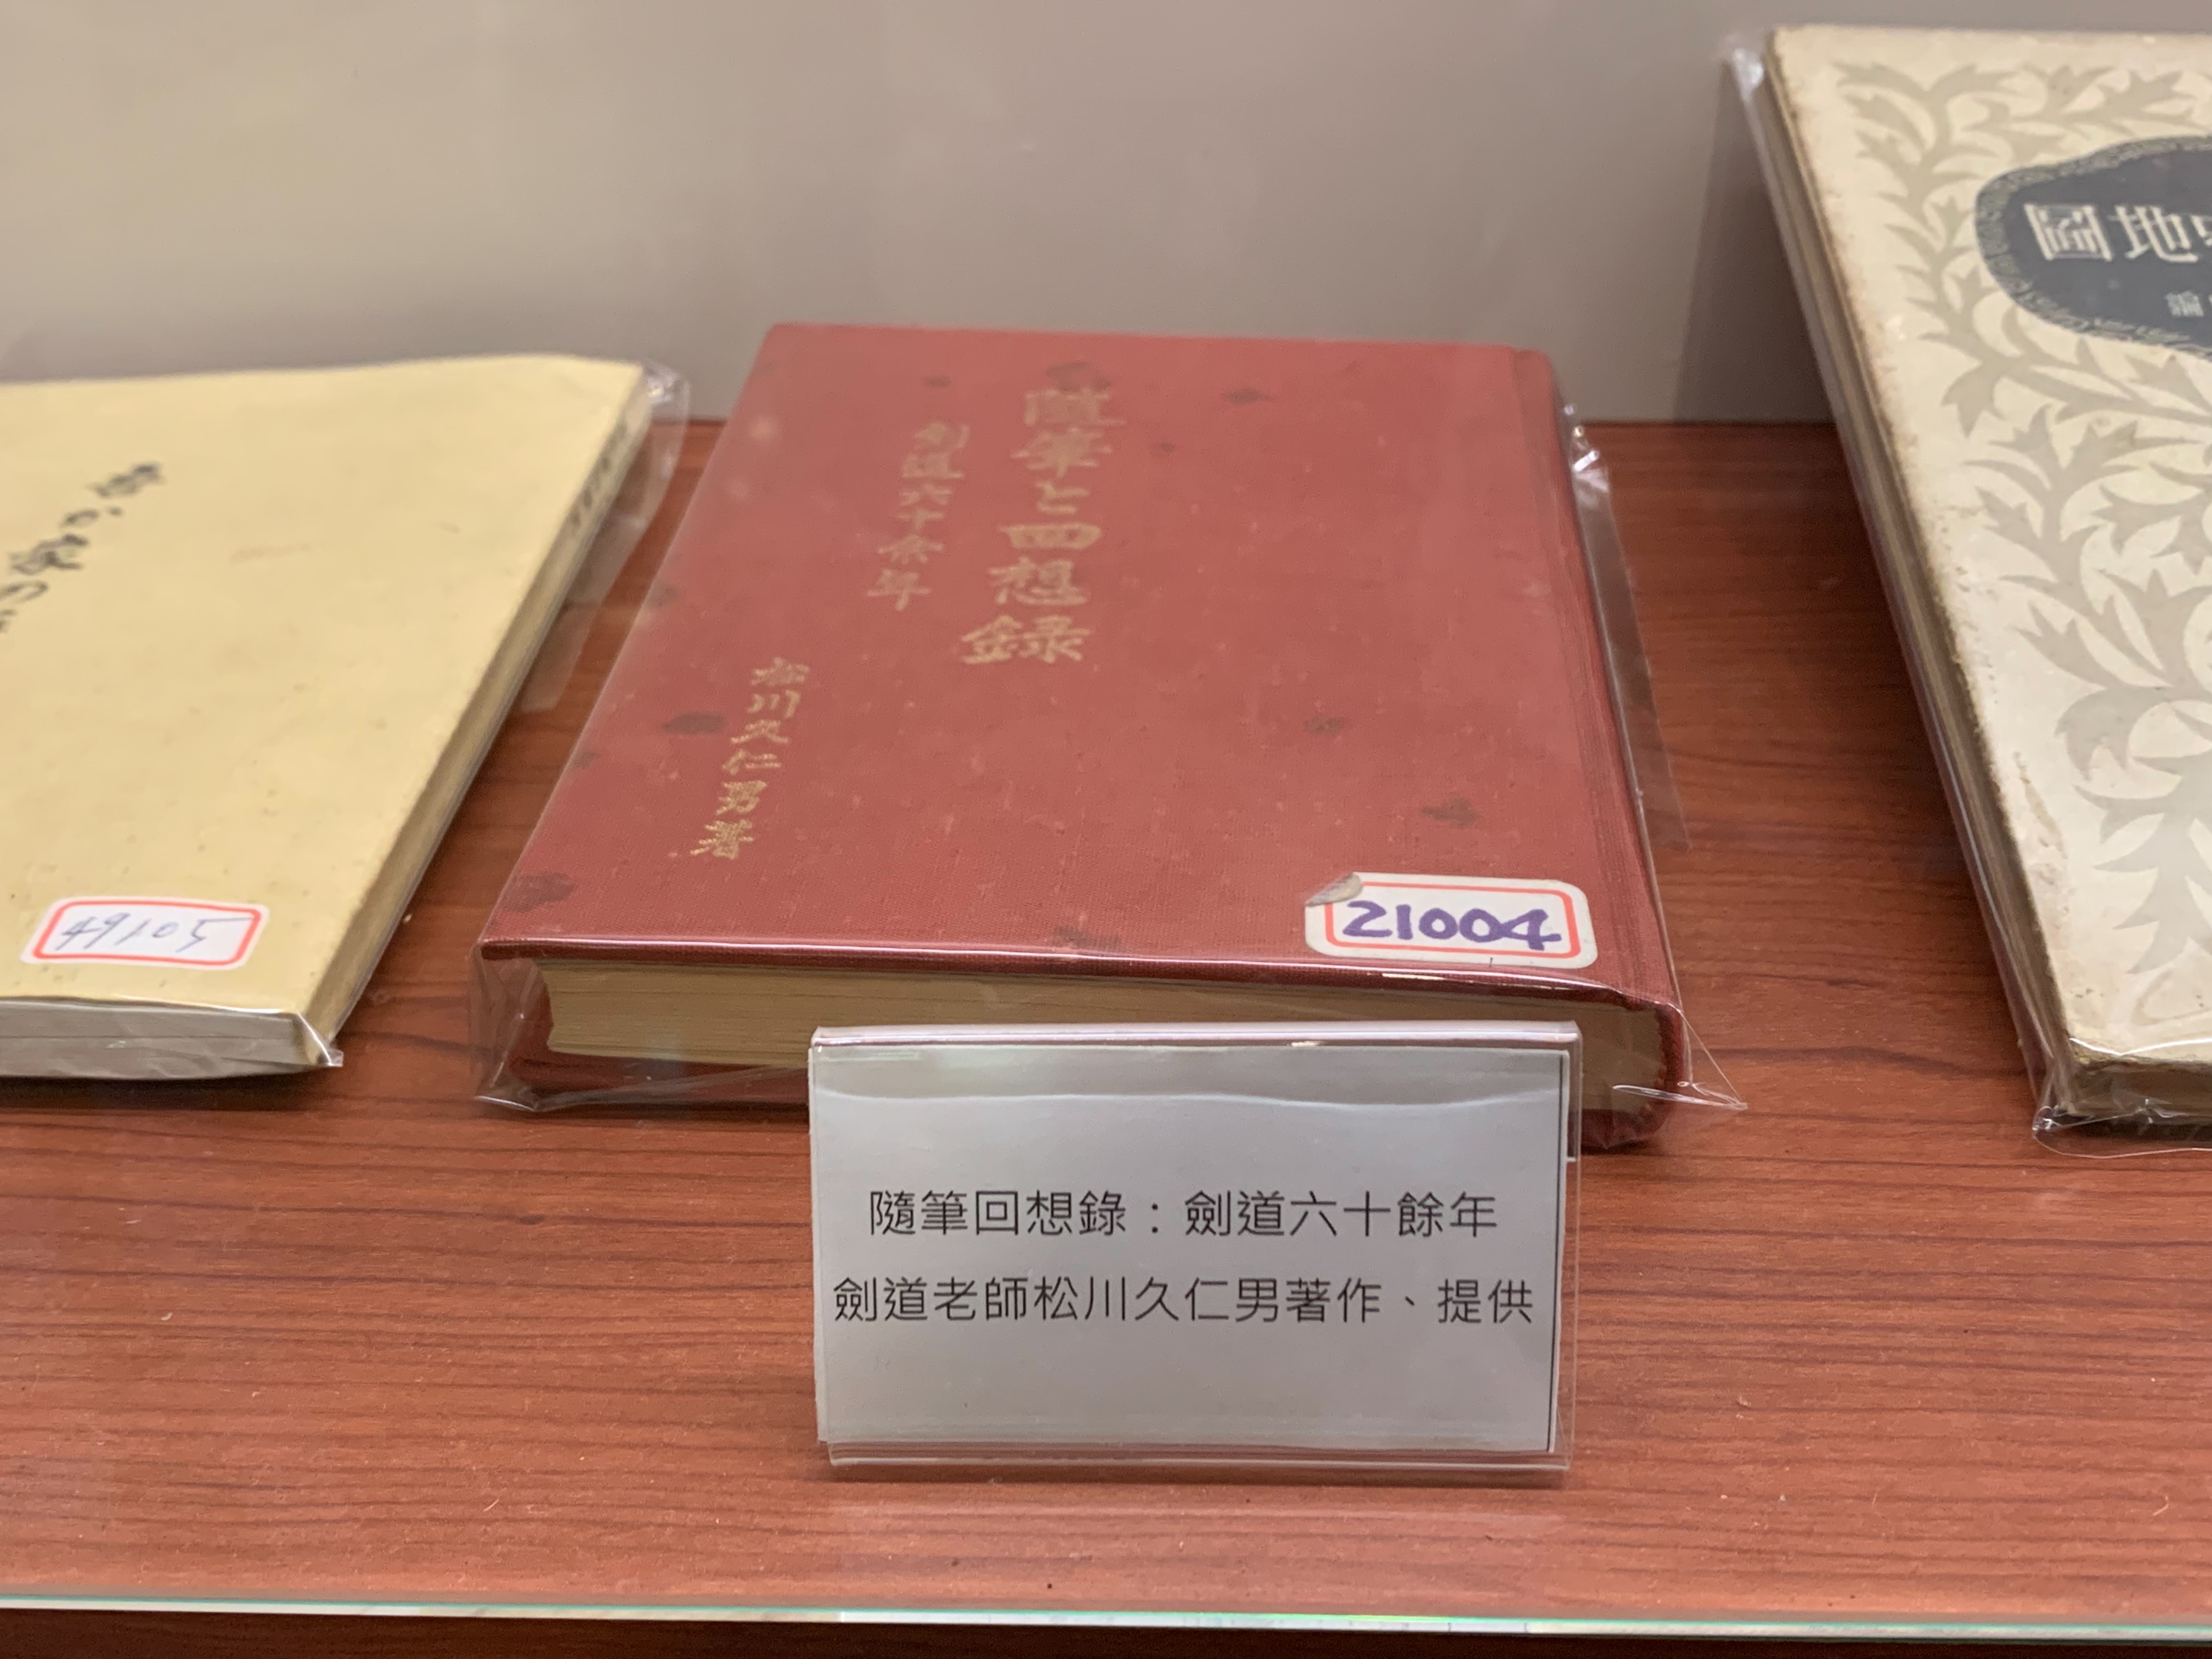 隨筆と回想録
剣道六十余年
松川久仁男著
21004
49105
圖地
編
隨筆回想錄：劍道六十餘年
劍道老師松川久仁男著作、提供